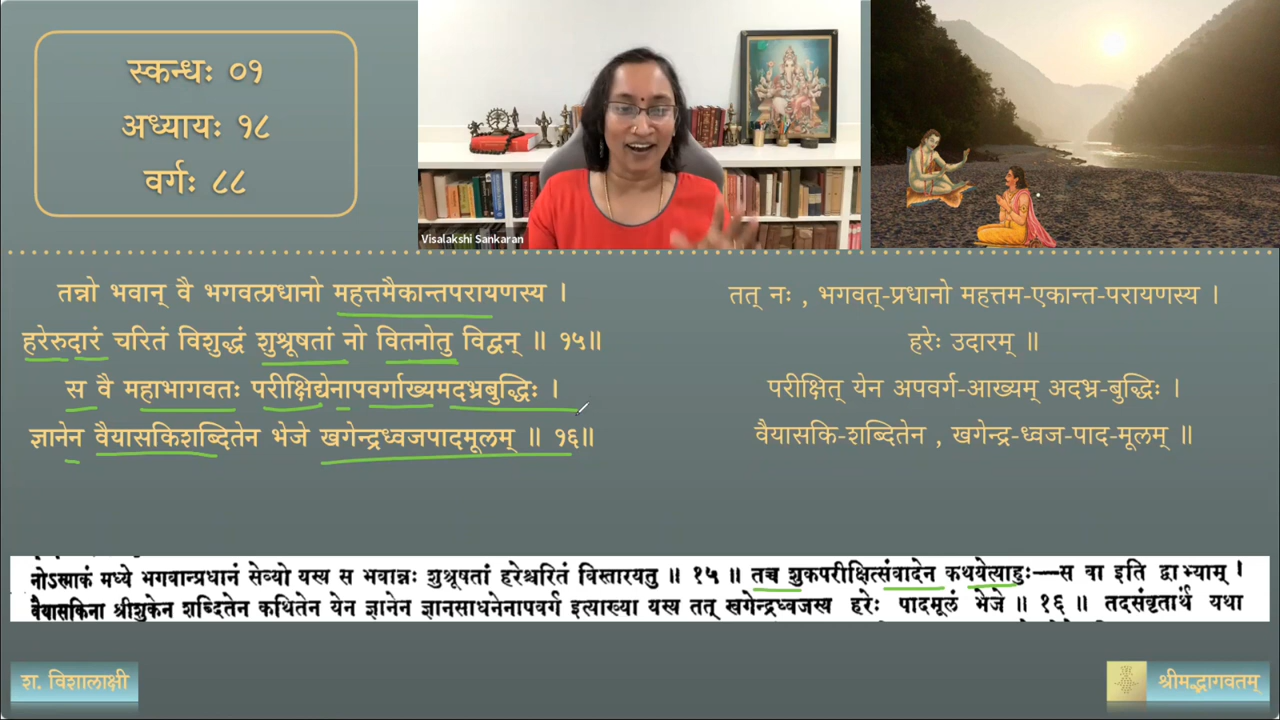 स्कन्धः ०१
अध्यायः १८
वर्गः ८८
Visalakshi Sankaran
तन्नो भवान् वै भगवत्प्रधानो महत्तमैकान्तपरायणस्य ।
हरेरुदारं चरितं विशुद्धं शुश्रूषतां नो वितनोतु विद्वन् ॥ १५॥
स वै महाभागवतः परीक्षिद्येनापवर्गाख्यमदभ्रबुद्धिः ।
ज्ञानेन वैयासकिशब्दितेन भेजे खगेन्द्रध्वजपादमूलम् ॥ १६॥
तत् नः , भगवत्-प्रधानो महत्तम-एकान्त-परायणस्य ।
हरेः उदारम् ॥
परीक्षित् येन अपवर्ग-आख्यम् अदभ्र-बुद्धिः ।
वैयासकि-शब्दितेन , खगेन्द्र-ध्वज-पाद-मूलम् ॥
नोऽस्माकं मध्ये भगवान्प्रधानं सेव्यो यस्य स भवान्नः शुश्रूषतां हरेश्चरितं विस्तारयतु ॥ १५ ॥ तच्च शुकपरीक्षित्संवादेन कथयेत्याहुः—स वा इति द्वाभ्याम् ।
वैयासकिना श्रीशुकेन शब्दितेन कथितेन येन ज्ञानेन ज्ञानसाधनेनापवर्ग इत्याख्या यस्य तत् खगेन्द्रध्वजस्य हरेः पादमूलं भेजे ॥ १६ ॥ तदसंवृतार्थं यथा
श. विशालाक्षी
श्रीमद्भागवतम्